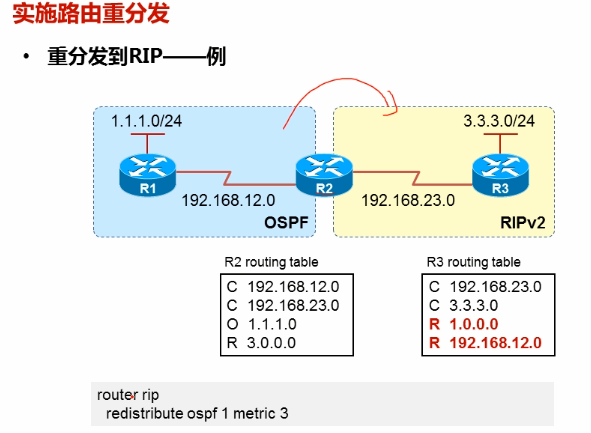 实施路由重分发
• 重分发到RIP——例
1.1.1.0/24
3.3.3.0/24
R1
R2
R3
192.168.12.0
192.168.23.0
OSPF
RIPv2
R2 routing table
C 192.168.12.0
C 192.168.23.0
O 1.1.1.0
R 3.0.0.0
R3 routing table
C 192.168.23.0
C 3.3.3.0
R 1.0.0.0
R 192.168.12.0
router rip
redistribute ospf 1 metric 3